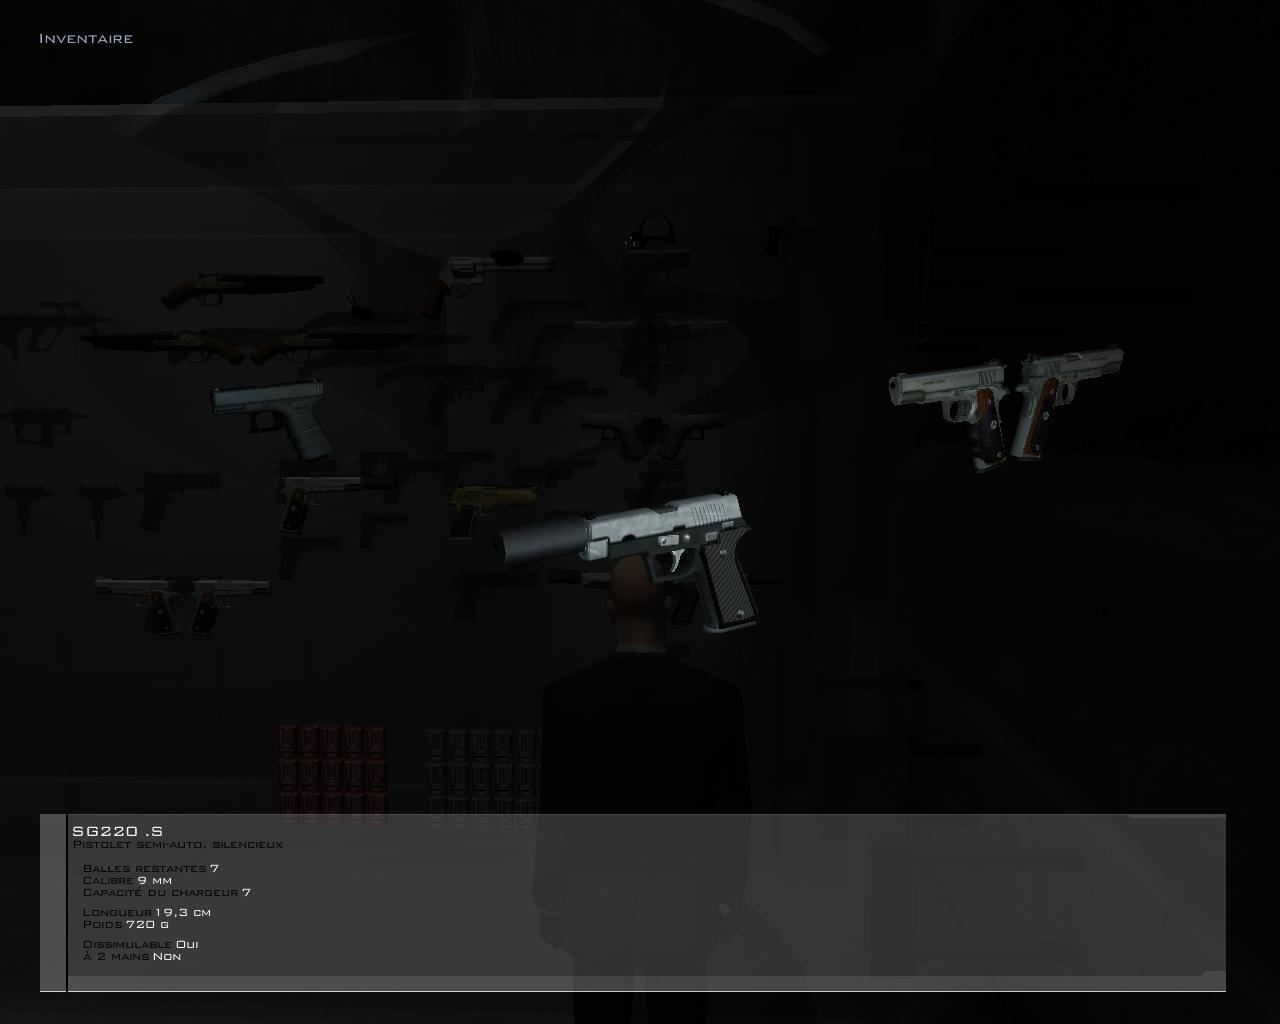 Inventaire
SG220 .S
Pistolet semi-auto. silencieux
Balles restantes 7
Calibre 9 mm
Capacité du chargeur 7
Longueur 19,3 cm
Poids 720 g
Dissimulable Oui
À 2 mains Non